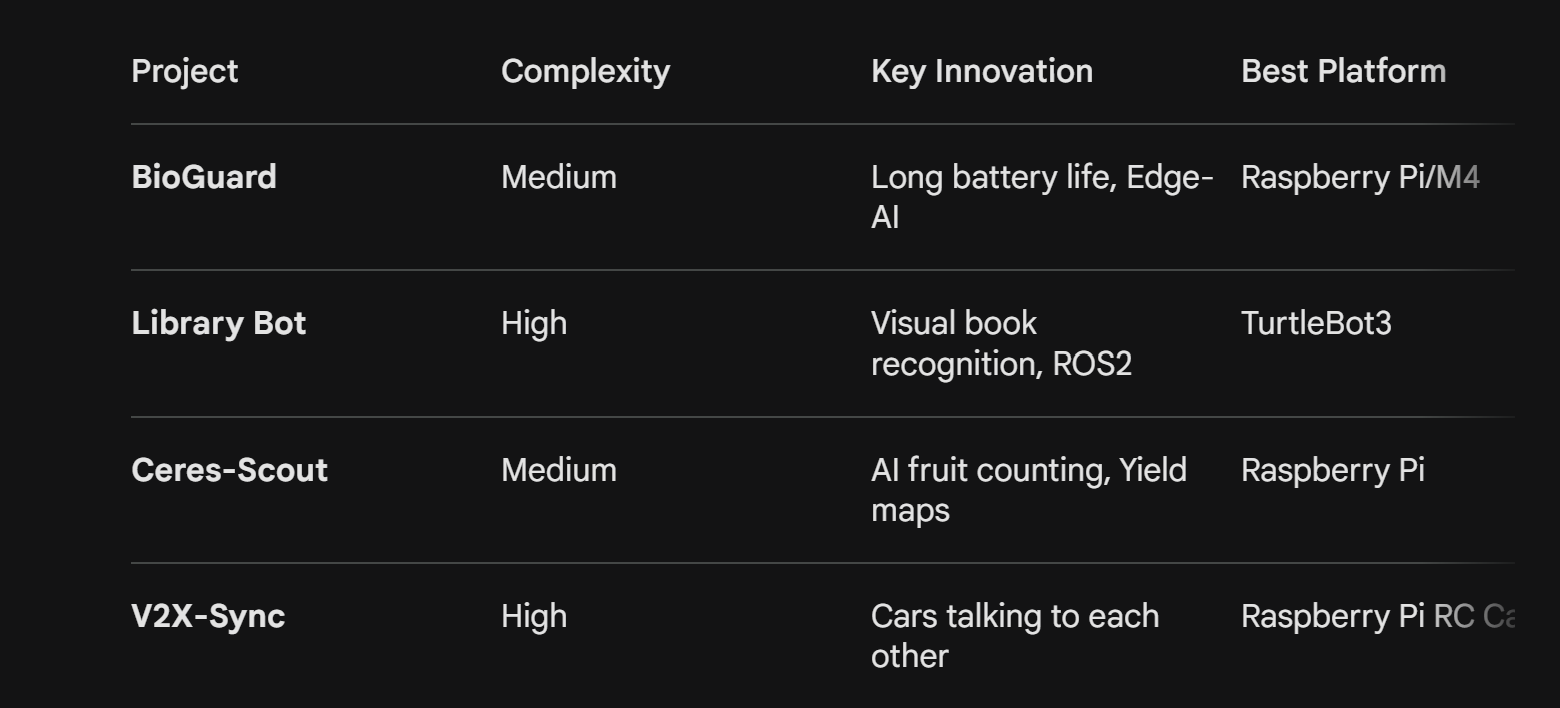 Project Complexity Key Innovation Best Platform
BioGuard Medium Long battery life, Edge- Raspberry Pi/M4
AI
Library Bot High Visual book TurtleBot3
recognition, ROS2
Ceres-Scout Medium AI fruit counting, Yield Raspberry Pi
maps
V2X-Sync High Cars talking to each Raspberry Pi RC
other